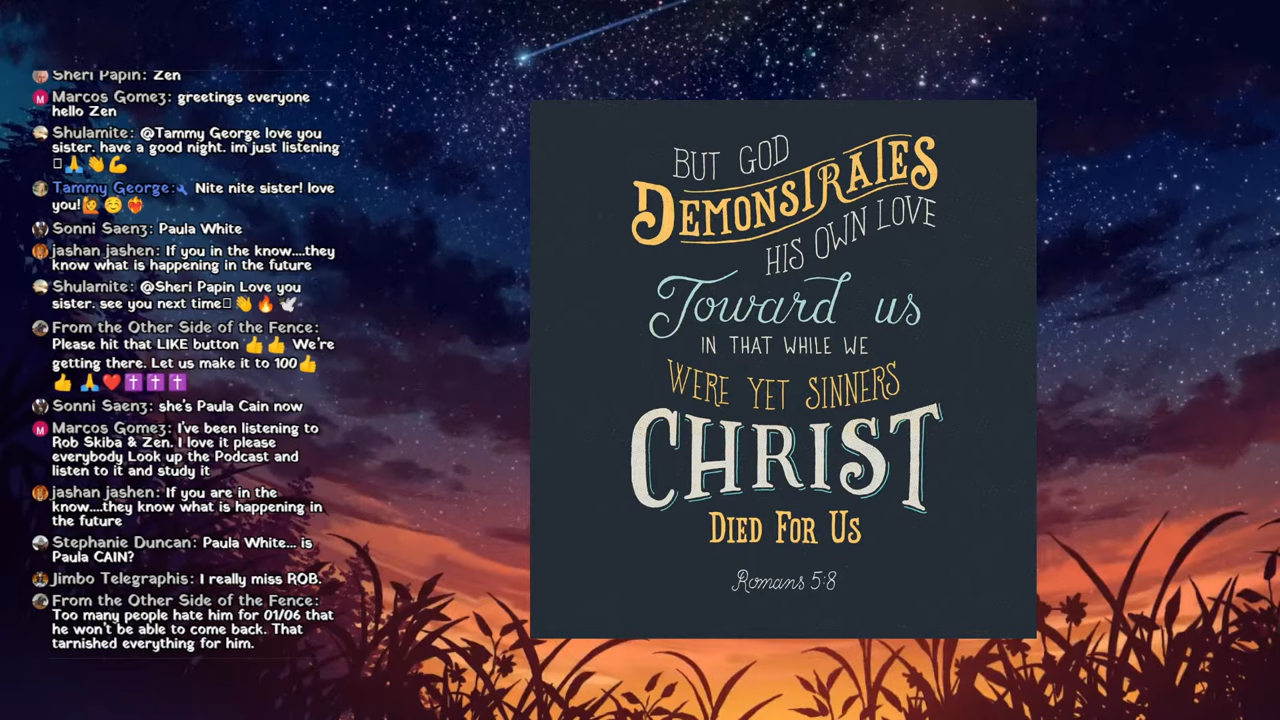 Sheri Papin: Zen
Marcos Gomez: greetings everyone
hello Zen
Shulamite: @Tammy George love you
sister. have a good night. im just listening
🙏👋💪
Tammy George: Nite nite sister! love
you!🙋☺️❤️‍🔥
Sonni Saenz: Paula White
jashan jashen: If you in the know....they
know what is happening in the future
Shulamite: @Sheri Papin Love you
sister. see you next time👋🔥🕊️
From the Other Side of the Fence:
Please hit that LIKE button 👍👍 We're
getting there. Let us make it to 100👍
👍 🙏❤️✝️✝️✝️
Sonni Saenz: she's Paula Cain now
Marcos Gomez: I've been listening to
Rob Skiba & Zen. I love it please
everybody Look up the Podcast and
listen to it and study it
jashan jashen: If you are in the
know....they know what is happening in
the future
Stephanie Duncan: Paula White... is
Paula CAIN?
Jimbo Telegraphis: I really miss ROB.
From the Other Side of the Fence:
Too many people hate him for 01/06 that
he won't be able to come back. That
tarnished everything for him.
BUT GOD
DEMONSTRATES
HIS OWN LOVE
Toward us
IN THAT WHILE WE
WERE YET SINNERS
CHRIST
DIED FOR US
Romans 5:8